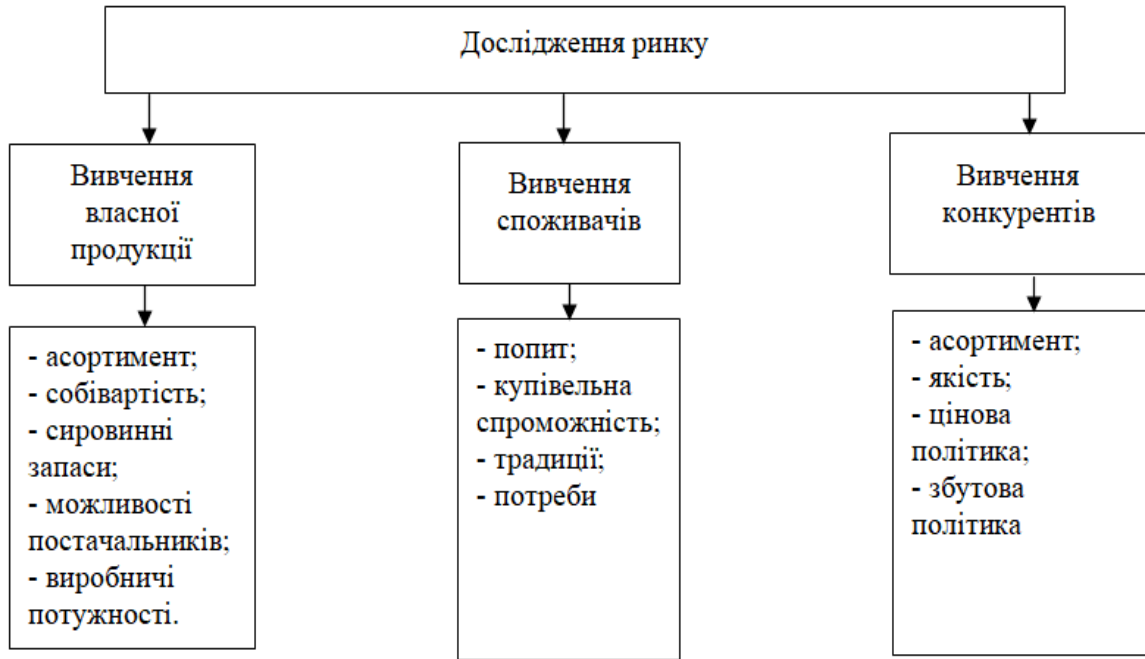 Дослідження ринку
Вивчення
власної
продукції
- асортимент;
- собівартість;
- сировинні
запаси;
- можливості
постачальників;
- виробничі
потужності.
Вивчення
споживачів
- попит;
- купівельна
спроможність;
- традиції;
- потреби
Вивчення
конкурентів
- асортимент;
- якість;
- цінова
політика;
- збутова
політика